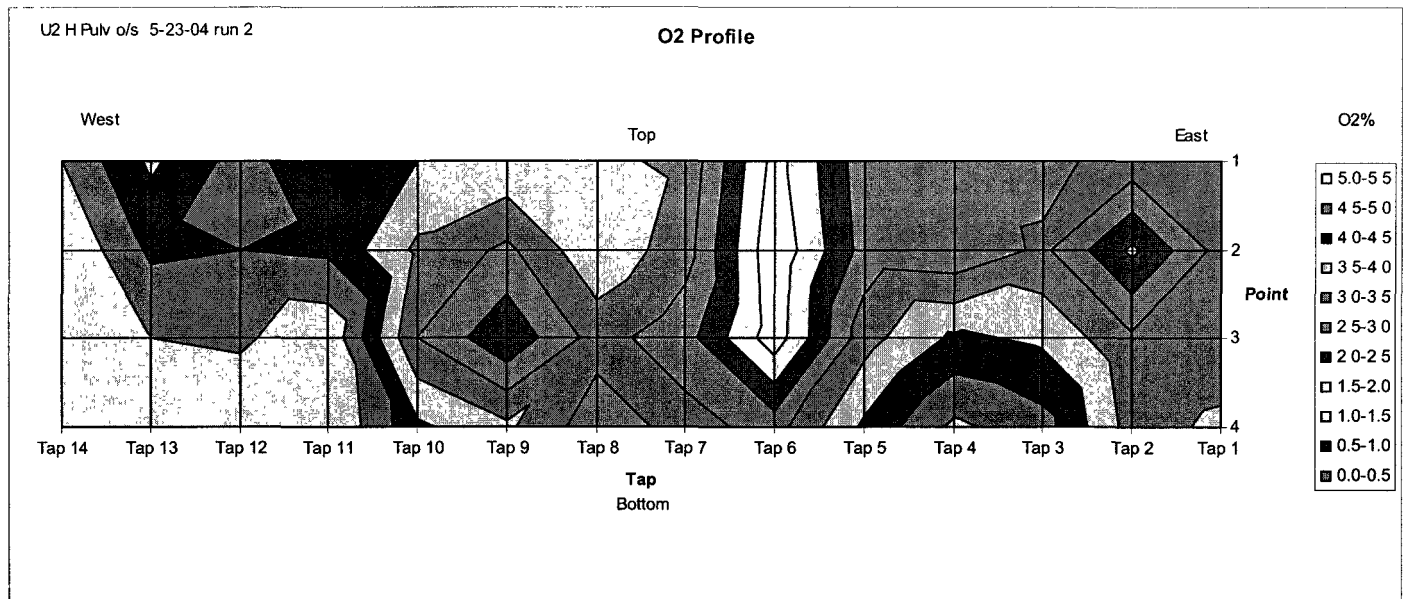 U2 H Pulv o/s 5-23-04 run 2
O2 Profile
West
Top
East
O2%
1
2
3
4
Point
5.0-5 5
4 5-5 0
4 0-4 5
3 5-4 0
3 0-3 5
2 5-3 0
2 0-2 5
1.5-2 0
1 0-1 5
0 5-1 0
0 0-0 5
Tap 14 Tap 13 Tap 12 Tap 11 Tap 10 Tap 9 Tap 8 Tap 7 Tap 6 Tap 5 Tap 4 Tap 3 Tap 2 Tap 1
Tap
Bottom